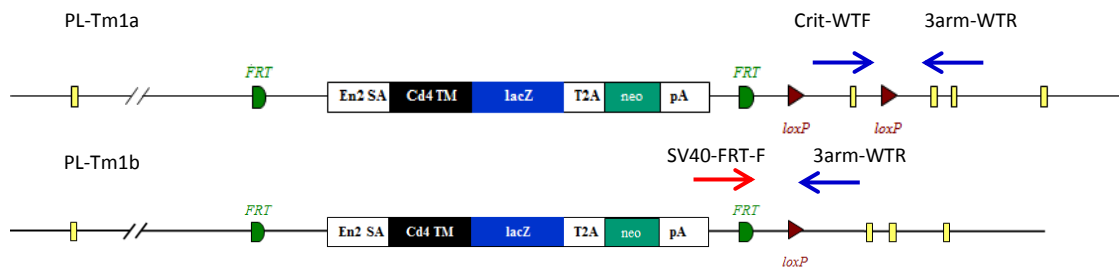 PL-Tm1a Crit-WTF 3arm-WTR
FRT FRT
En2 SA Cd4 TM lacZ T2A neo pA
loxP loxP
PL-Tm1b SV40-FRT-F 3arm-WTR
FRT FRT
En2 SA Cd4 TM lacZ T2A neo pA
loxP